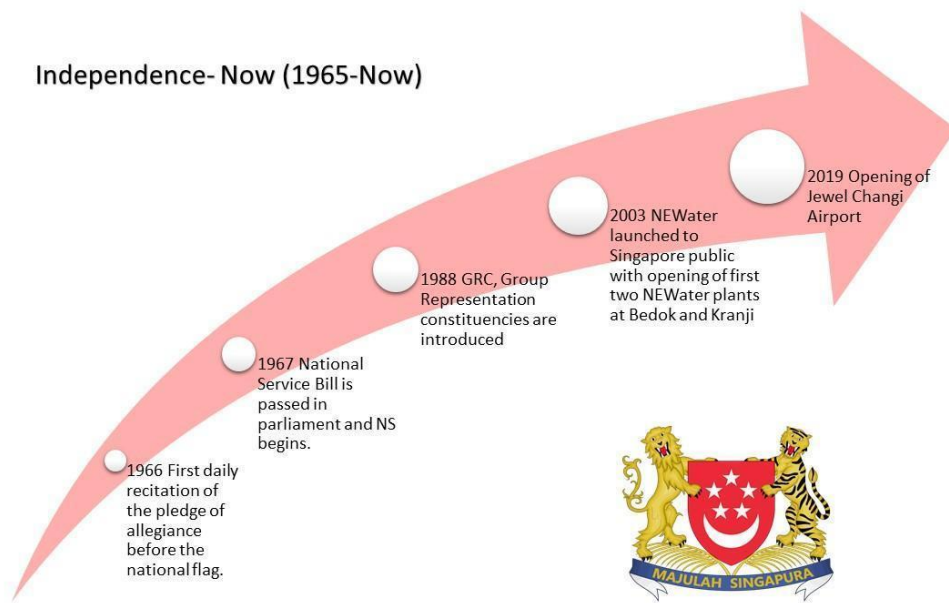 Independence- Now (1965-Now)
1966 First daily
recitation of
the pledge of
allegiance
before the
national flag.
1967 National
Service Bill is
passed in
parliament and NS
begins.
1988 GRC, Group
Representation
constituencies are
introduced
2003 NEWater
launched to
Singapore public
with opening of first
two NEWater plants
at Bedok and Kranji
2019 Opening of
Jewel Changi
Airport
MAJULAH SINGAPURA